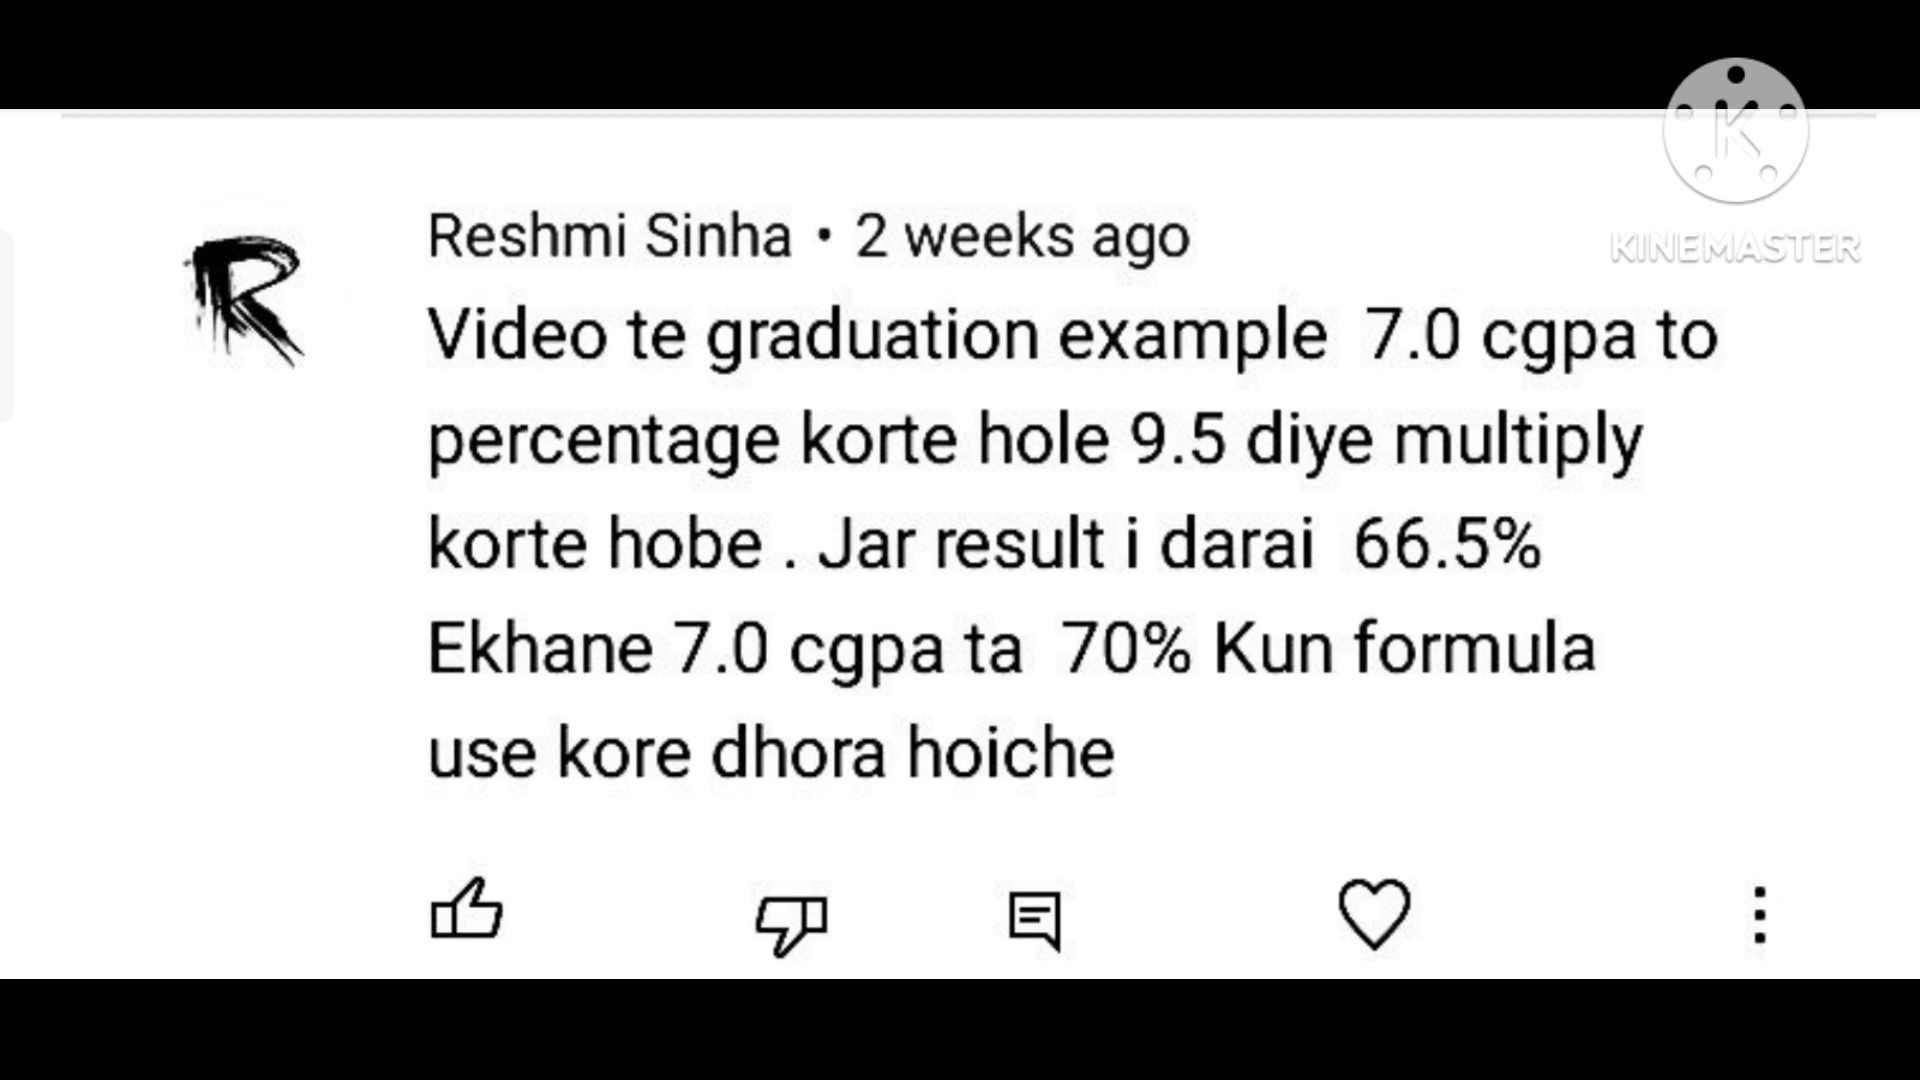 KINEMASTER
Reshmi Sinha • 2 weeks ago
Video te graduation example 7.0 cgpa to
percentage korte hole 9.5 diye multiply
korte hobe . Jar result i darai 66.5%
Ekhane 7.0 cgpa ta 70% Kun formula
use kore dhora hoiche